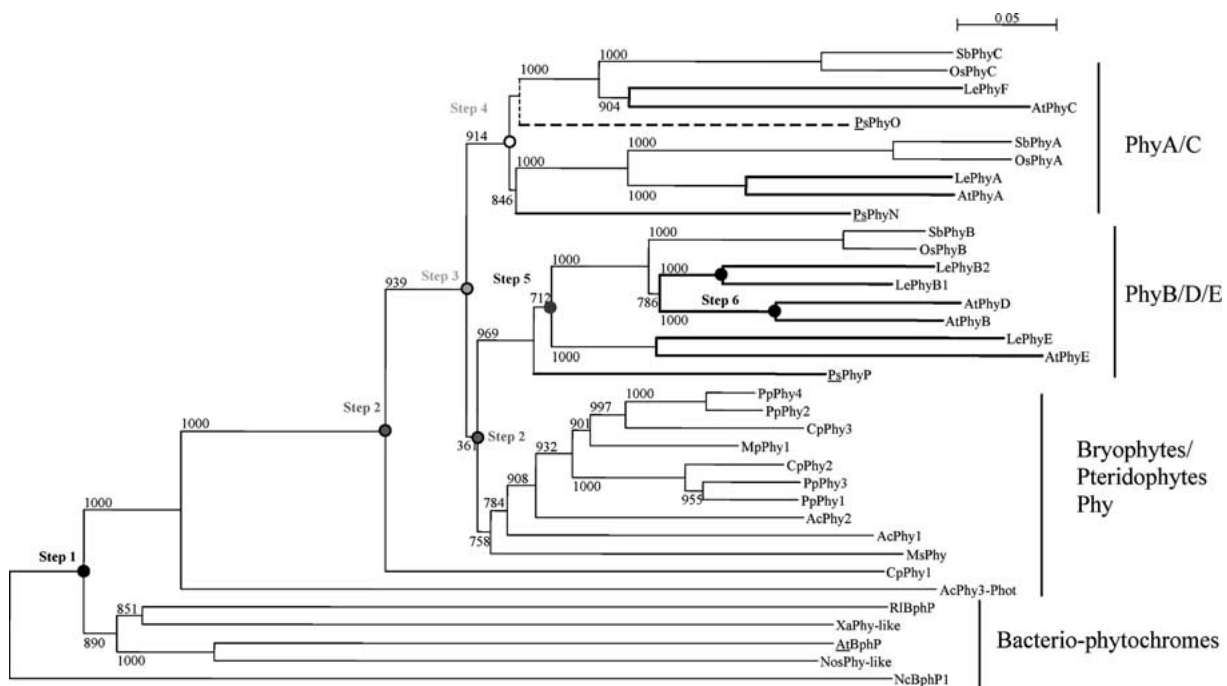 0.05
1000
SbPhyC
1000
OsPhyC
LePhyF
Step 4
904
AtPhyC
914
PsPhyO
SbPhyA
1000
1000
OsPhyA
PhyA/C
LePhyA
846
1000
AtPhyA
PsPhyN
1000
SbPhyB
OsPhyB
1000
939
Step 3
Step 5
1000
LePhyB2
PhyB/D/E
712
786
LePhyB1
Step 6
AtPhyD
1000
AtPhyB
969
LePhyE
1000
AtPhyE
PsPhyP
1000
PpPhy4
997
PpPhy2
Step 2
901
CpPhy3
1000
361
Step 2
932
MpPhy1
Bryophytes/
Pteridophytes
Phy
CpPhy2
908
1000
PpPhy3
955
PpPhy1
784
AcPhy2
1000
AcPhy1
758
MsPhy
Step 1
CpPhy1
AcPhy3-Phot
851
RlBphP
XaPhy-like
890
AtBphP
Bacterio-phytochromes
1000
NosPhy-like
NcBphP1